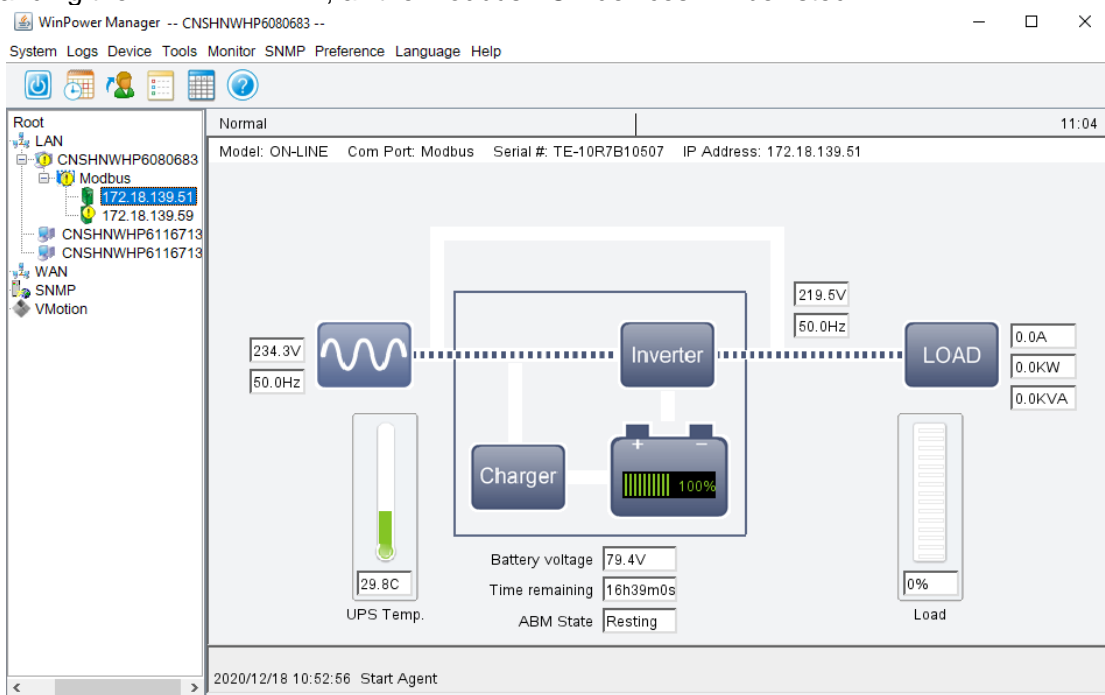 WinPower Manager -- CNSHNWHP6080683 --
System Logs Device Tools Monitor SNMP Preference Language Help
Root
LAN
CNSHNWHP6080683
Modbus
172.18.139.51
172.18.139.59
CNSHNWHP6116713
CNSHNWHP6116713
WAN
SNMP
VMotion
Normal 11:04
Model: ON-LINE Com Port: Modbus Serial #: TE-10R7B10507 IP Address: 172.18.139.51
234.3V
50.0Hz
Inverter
219.5V
50.0Hz
LOAD
0.0A
0.0KW
0.0KVA
Charger
+ −
100%
29.8C
UPS Temp.
Battery voltage 79.4V
Time remaining 16h39m0s
ABM State Resting
0%
Load
2020/12/18 10:52:56 Start Agent